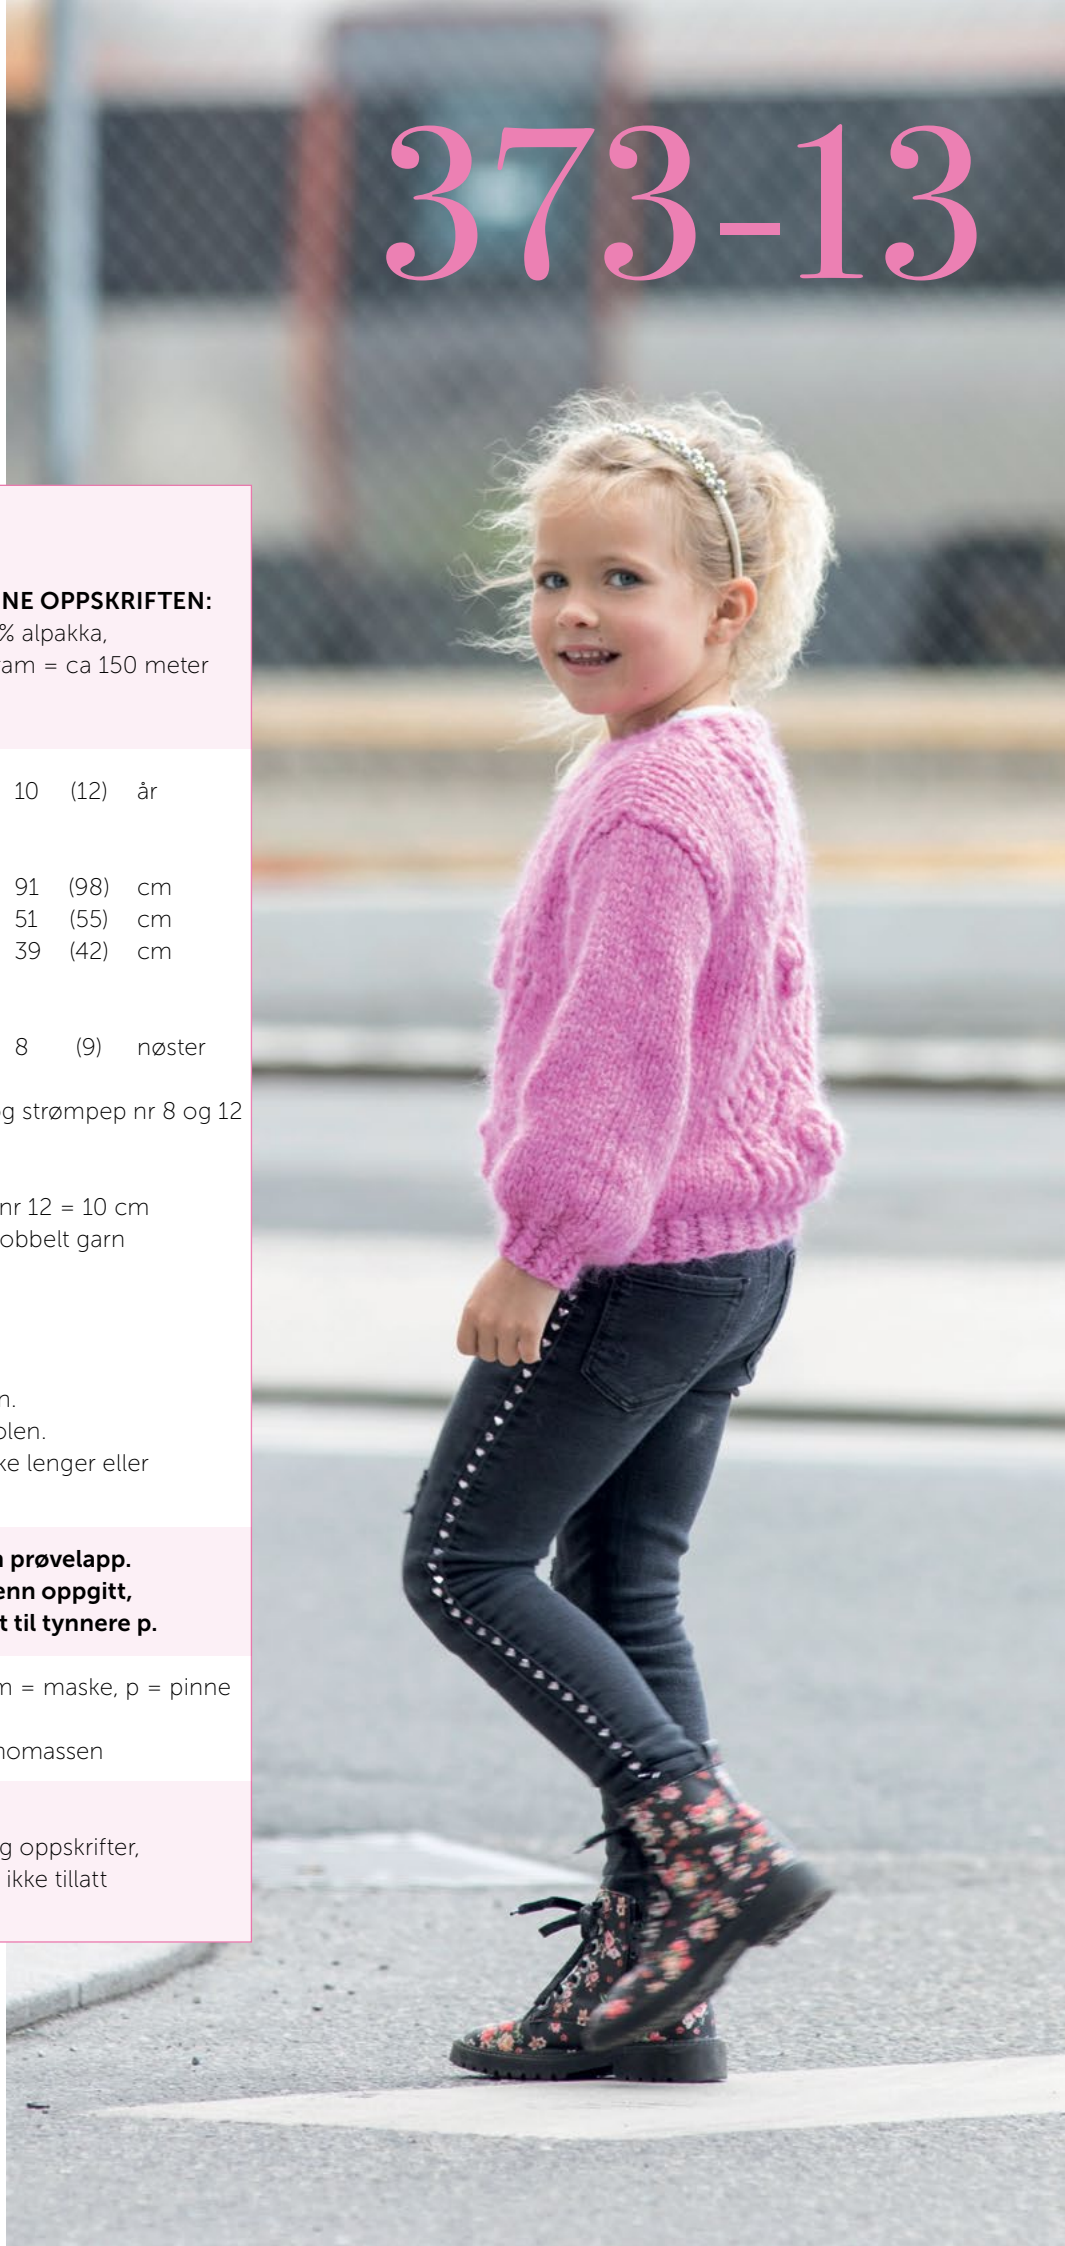 373-13
NE OPPSKRIFTEN:
% alpakka,
am = ca 150 meter
10 (12) år
91 (98) cm
51 (55) cm
39 (42) cm
8 (9) nøster
g strømpep nr 8 og 12
nr 12 = 10 cm
obbelt garn
n.
olen.
ke lenger eller
n prøvelapp.
enn oppgitt,
t til tynnere p.
m = maske, p = pinne
homassen
g oppskrifter,
ikke tillatt